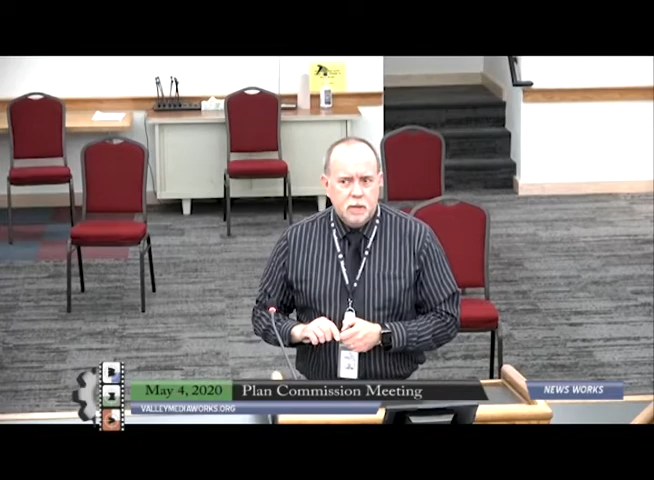 May 4, 2020 Plan Commission Meeting
NEWS WORKS
VALLEYMEDIAWORKS.ORG